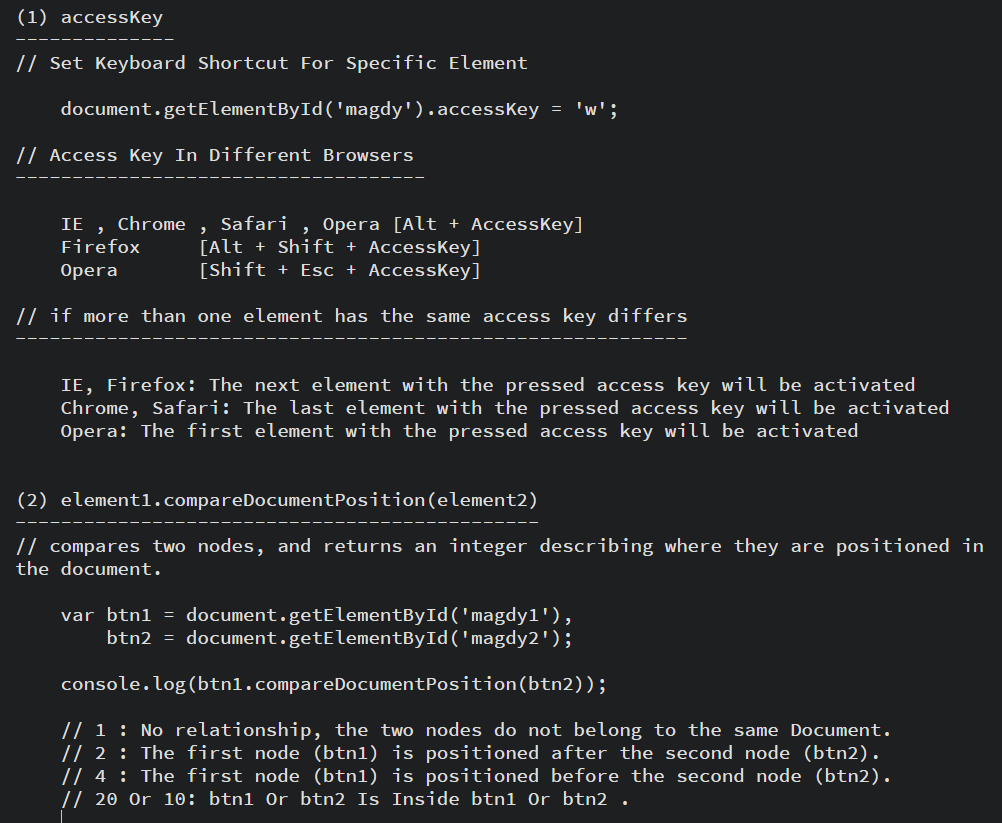 (1) accessKey
--------------
// Set Keyboard Shortcut For Specific Element
document.getElementById('magdy').accessKey = 'w';
// Access Key In Different Browsers
------------------------------------
IE , Chrome , Safari , Opera [Alt + AccessKey]
Firefox     [Alt + Shift + AccessKey]
Opera       [Shift + Esc + AccessKey]
// if more than one element has the same access key differs
-----------------------------------------------------------
IE, Firefox: The next element with the pressed access key will be activated
Chrome, Safari: The last element with the pressed access key will be activated
Opera: The first element with the pressed access key will be activated
(2) element1.compareDocumentPosition(element2)
----------------------------------------------
// compares two nodes, and returns an integer describing where they are positioned in
the document.
var btn1 = document.getElementById('magdy1'),
btn2 = document.getElementById('magdy2');
console.log(btn1.compareDocumentPosition(btn2));
// 1 : No relationship, the two nodes do not belong to the same Document.
// 2 : The first node (btn1) is positioned after the second node (btn2).
// 4 : The first node (btn1) is positioned before the second node (btn2).
// 20 Or 10: btn1 Or btn2 Is Inside btn1 Or btn2 .